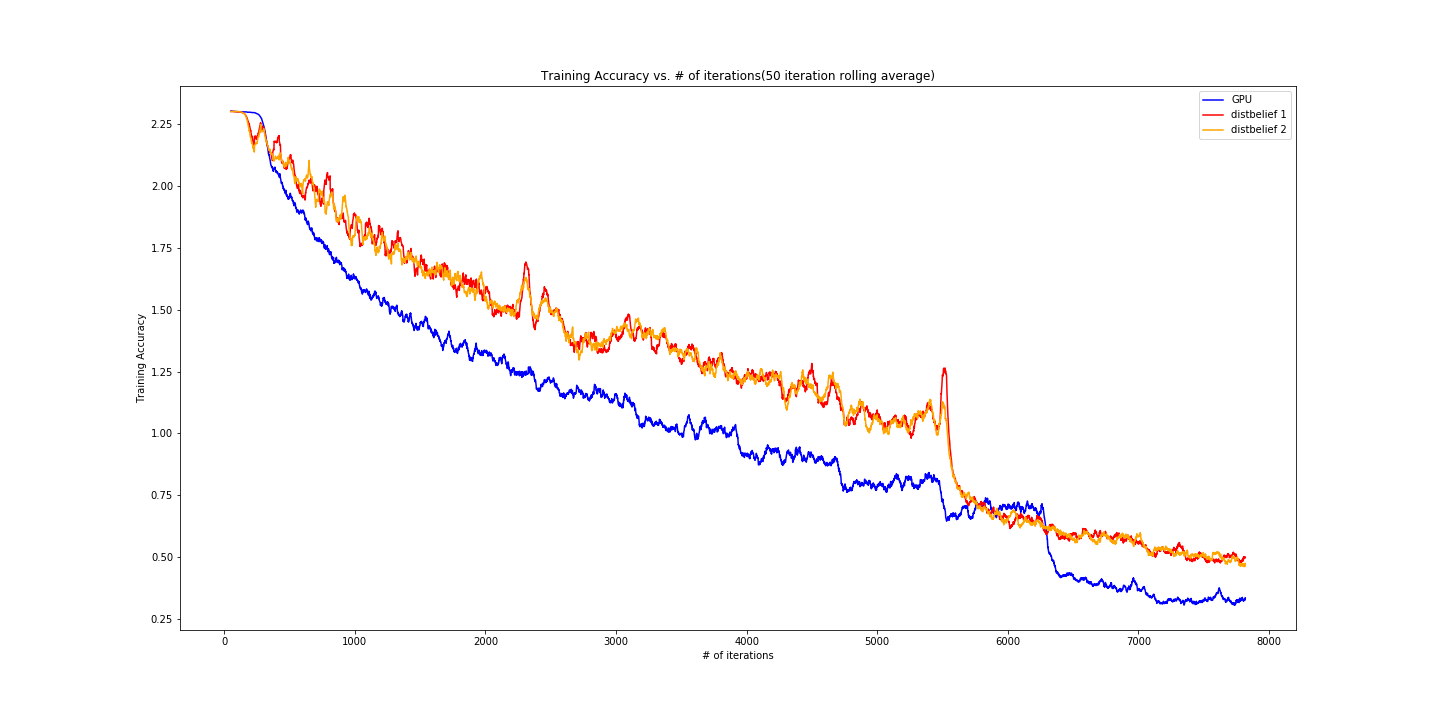 Training Accuracy vs. # of iterations(50 iteration rolling average)
GPU
distbelief 1
distbelief 2
Training Accuracy
2.25
2.00
1.75
1.50
1.25
1.00
0.75
0.50
0.25
0 1000 2000 3000 4000 5000 6000 7000 8000
# of iterations